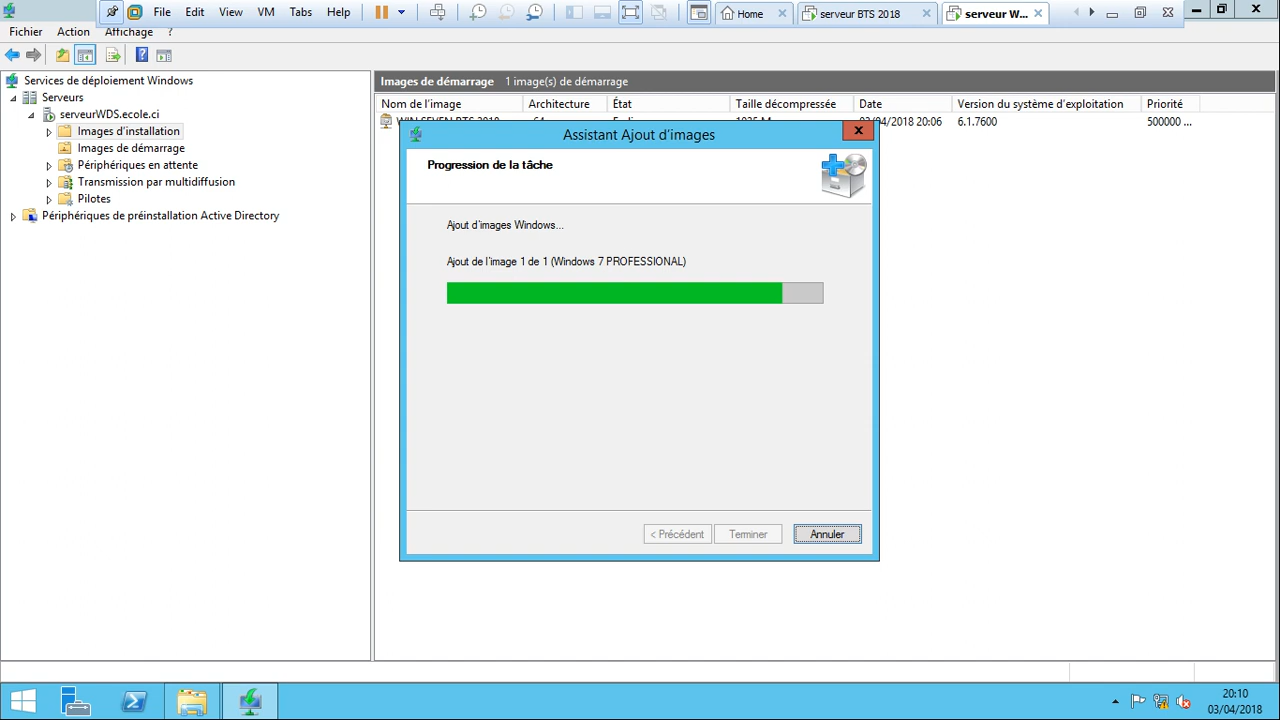 File Edit View VM Tabs Help Home serveur BTS 2018 serveur W...
Fichier Action Affichage ?
Services de déploiement Windows
Serveurs
serveurWDS.ecole.ci
Images d'installation
Images de démarrage
Périphériques en attente
Transmission par multidiffusion
Pilotes
Périphériques de préinstallation Active Directory
Images de démarrage 1 image(s) de démarrage
Nom de l'image Architecture État Taille décompressée Date Version du système d'exploitation Priorité
03/04/2018 20:06 6.1.7600 500000 ...
Assistant Ajout d'images
Progression de la tâche
Ajout d'images Windows...
Ajout de l'image 1 de 1 (Windows 7 PROFESSIONAL)
< Précédent Terminer Annuler
20:10
03/04/2018